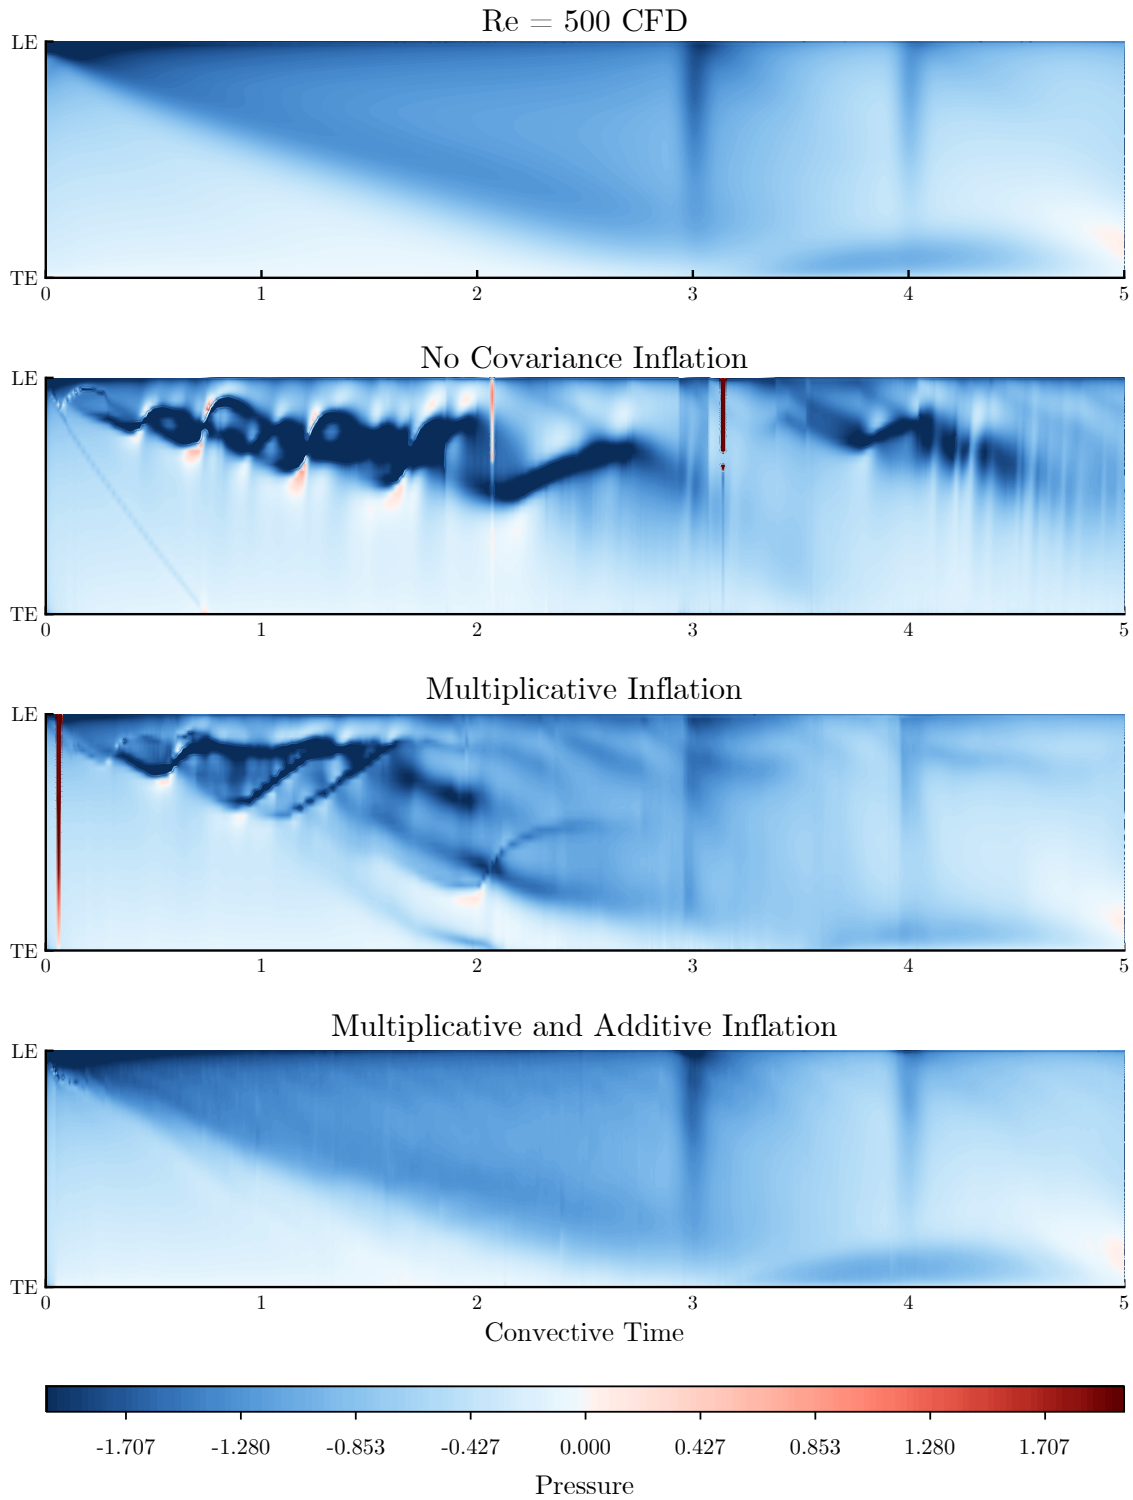 Re = 500 CFD
LE
TE
0 1 2 3 4 5
No Covariance Inflation
LE
TE
0 1 2 3 4 5
Multiplicative Inflation
LE
TE
0 1 2 3 4 5
Multiplicative and Additive Inflation
LE
TE
0 1 2 3 4 5
Convective Time
-1.707 -1.280 -0.853 -0.427 0.000 0.427 0.853 1.280 1.707
Pressure